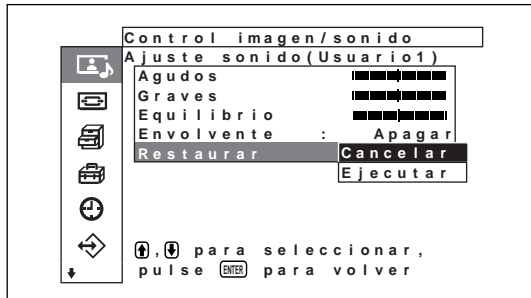 Control imagen/sonido
Ajuste sonido(Usuario1)
Agudos
Graves
Equilibrio
Envolvente : Apagar
Restaurar Cancelar
Ejecutar
, para seleccionar,
pulse ENTER para volver